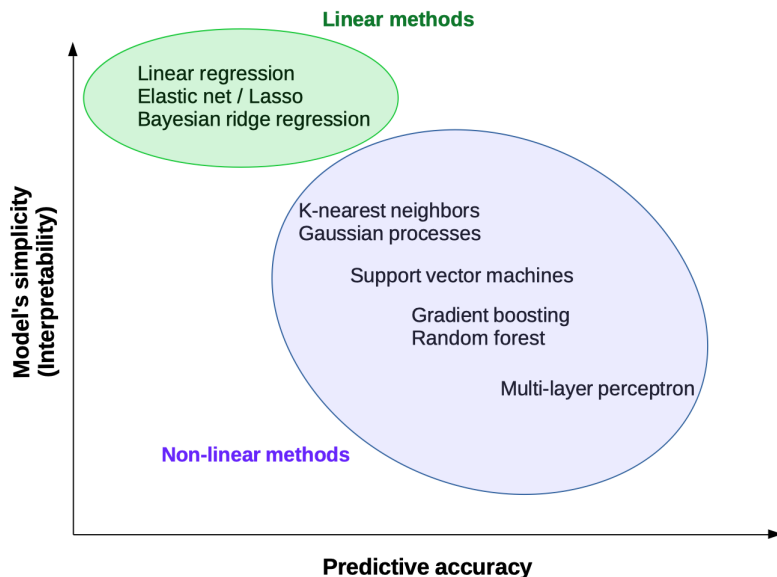 Linear methods
Linear regression
Elastic net / Lasso
Bayesian ridge regression
K-nearest neighbors
Gaussian processes
Support vector machines
Gradient boosting
Random forest
Multi-layer perceptron
Model's simplicity
(Interpretability)
Non-linear methods
Predictive accuracy